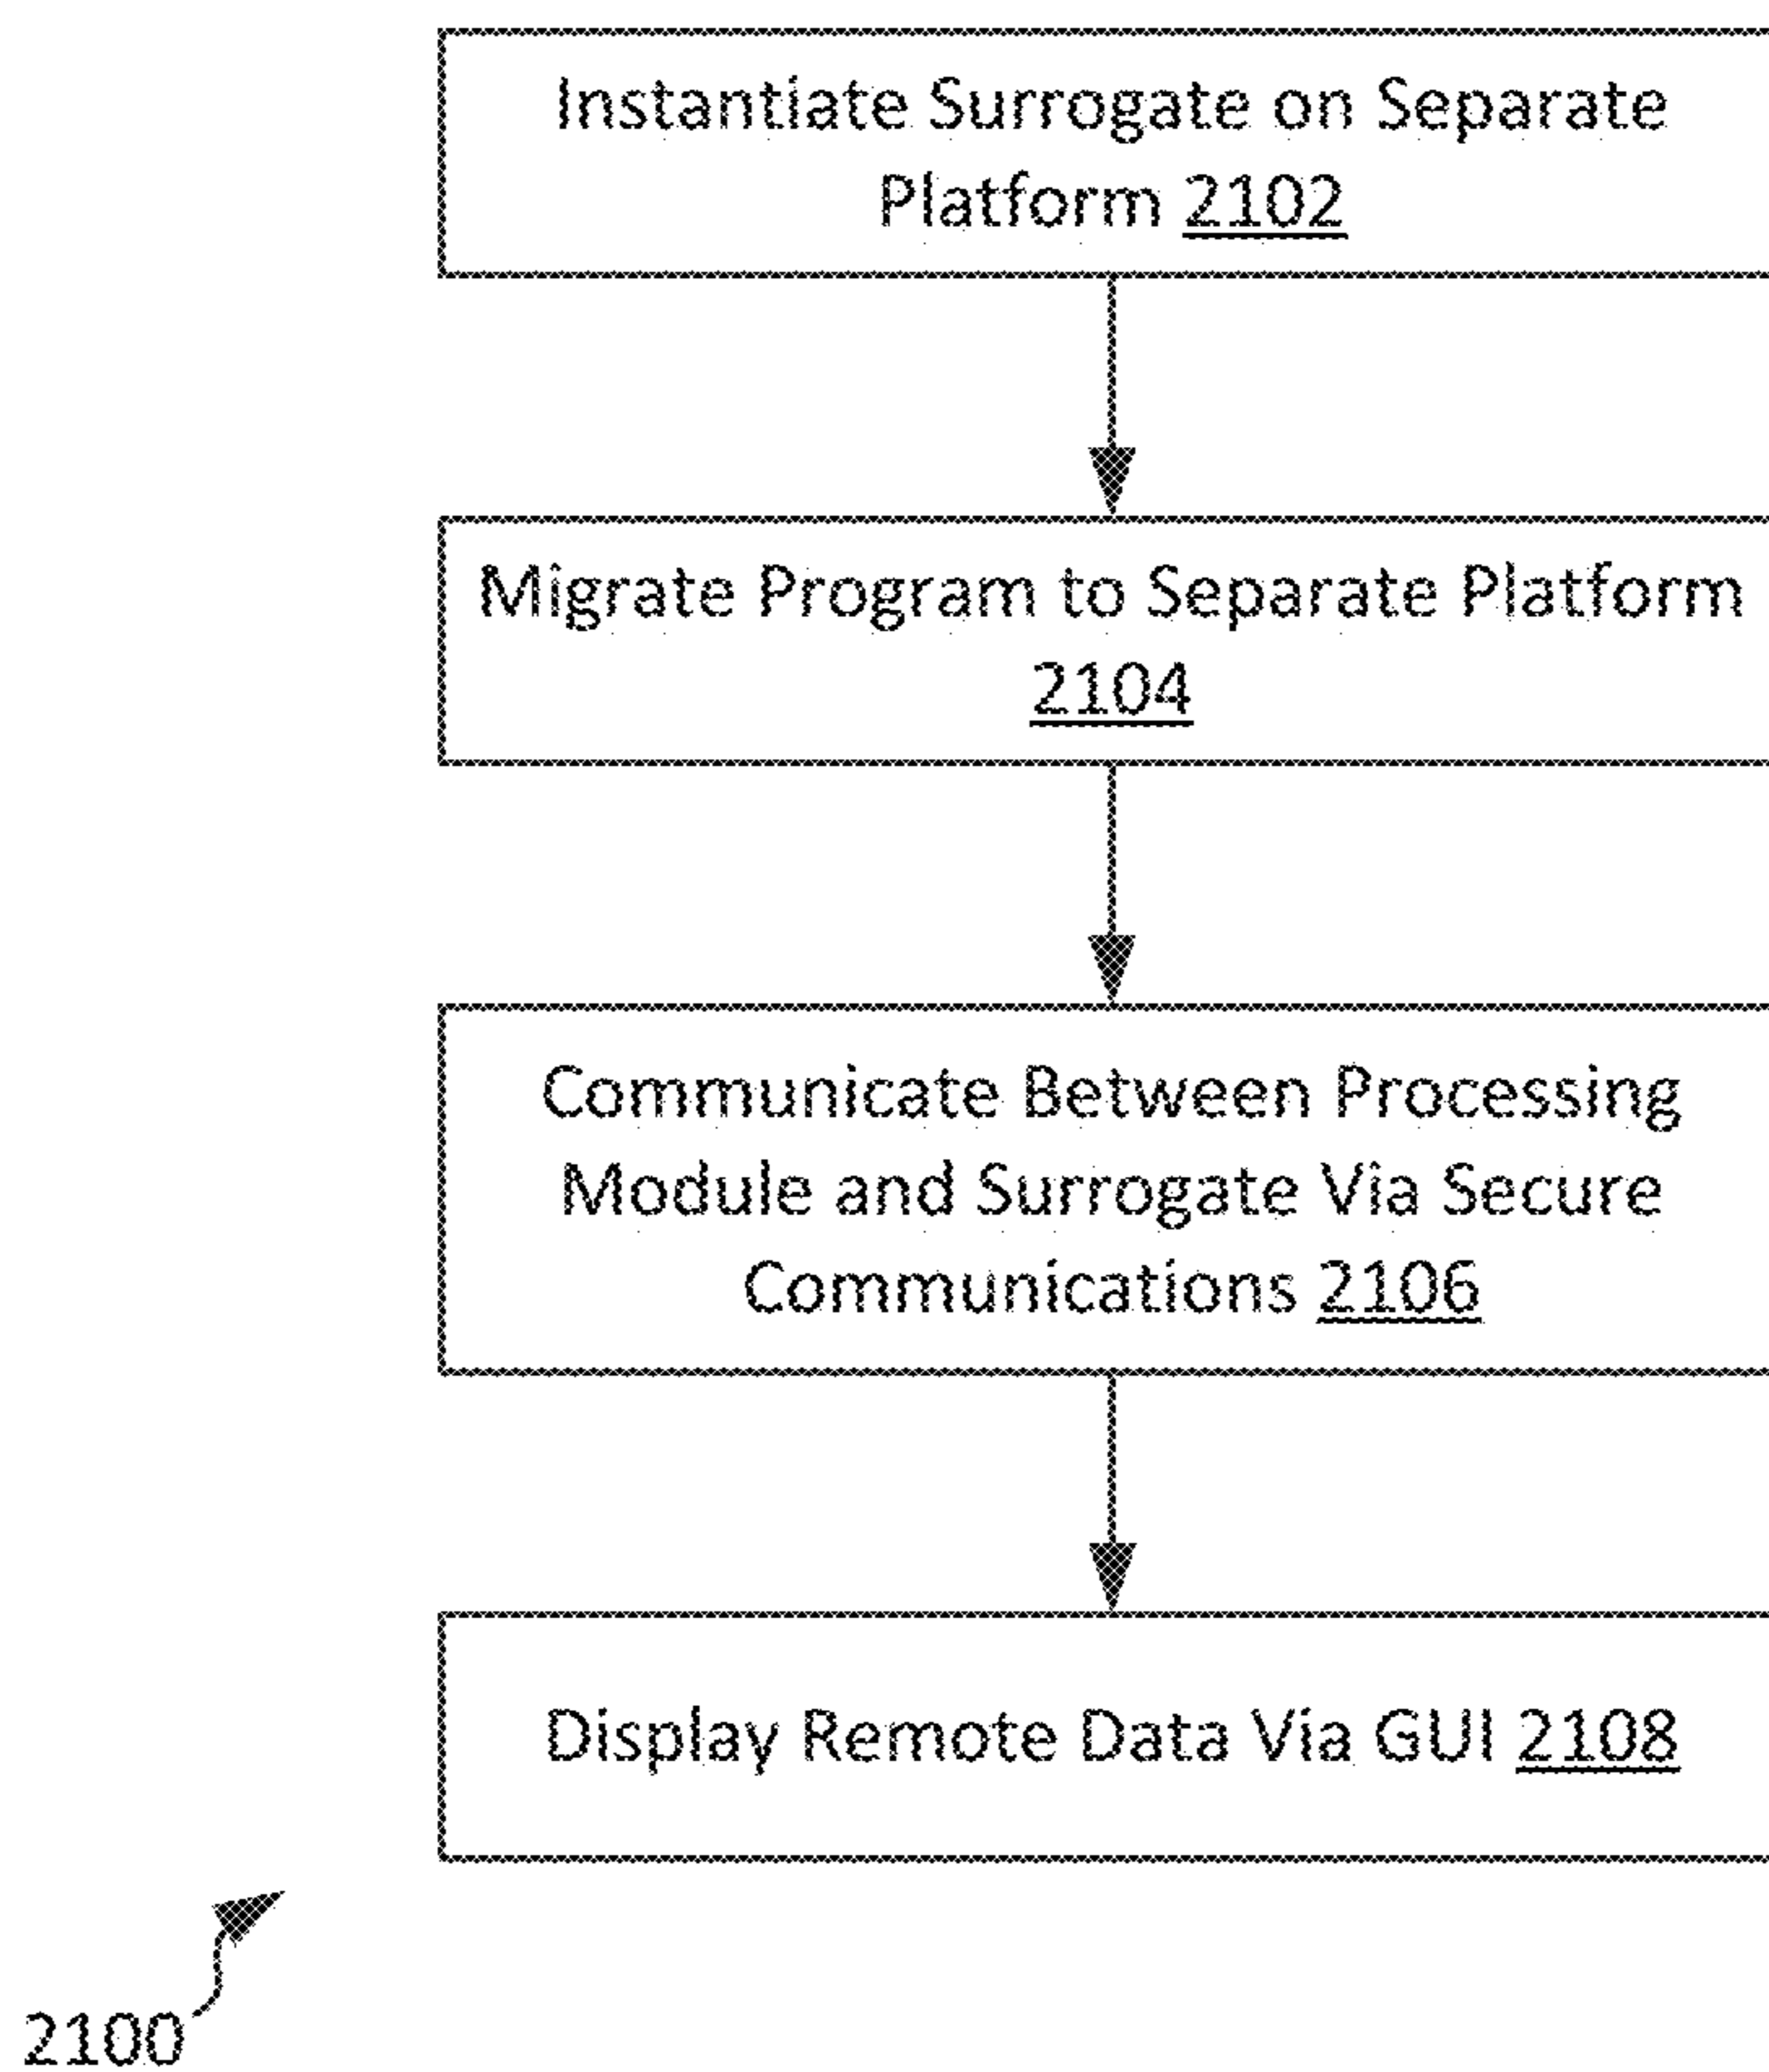 Instantiate Surrogate on Separate
Platform 2102
Migrate Program to Separate Platform
2104
Communicate Between Processing
Module and Surrogate Via Secure
Communications 2106
Display Remote Data Via GUI 2108
2100